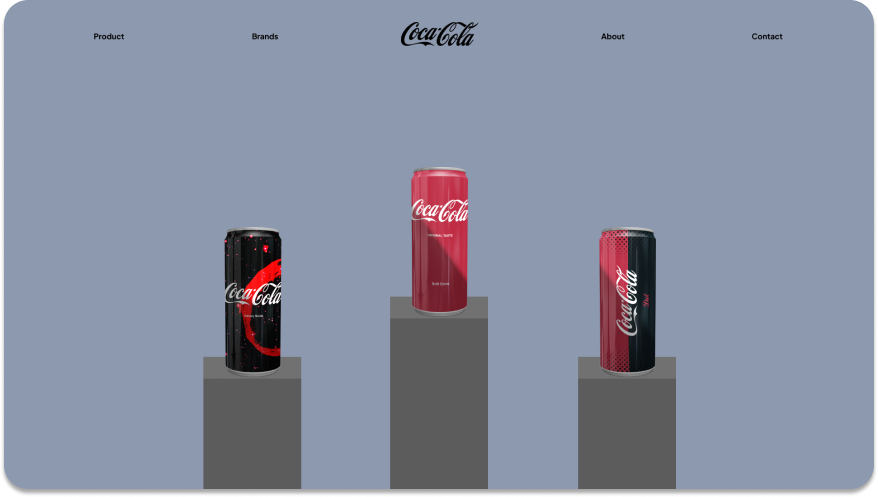 Product
Brands
Coca-Cola
About
Contact
Coca-Cola
Coca-Cola
ORIGINAL TASTE
Coca-Cola